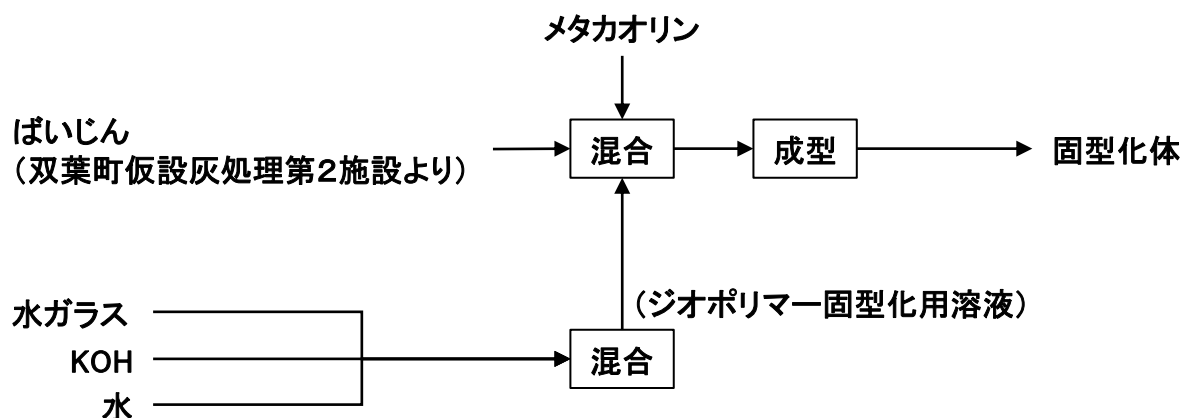 メタカオリン
ばいじん
（双葉町仮設灰処理第２施設より）
混合
成型
固型化体
（ジオポリマー固型化用溶液）
水ガラス
KOH
水
混合